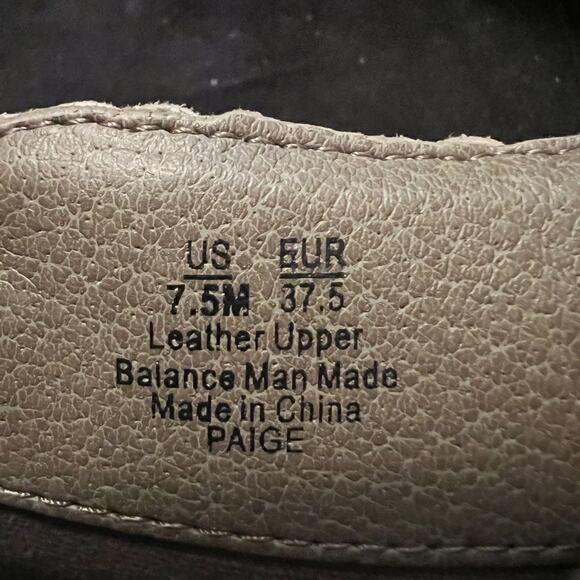 US EUR
7.5M 37.5
Leather Upper
Balance Man Made
Made in China
PAIGE